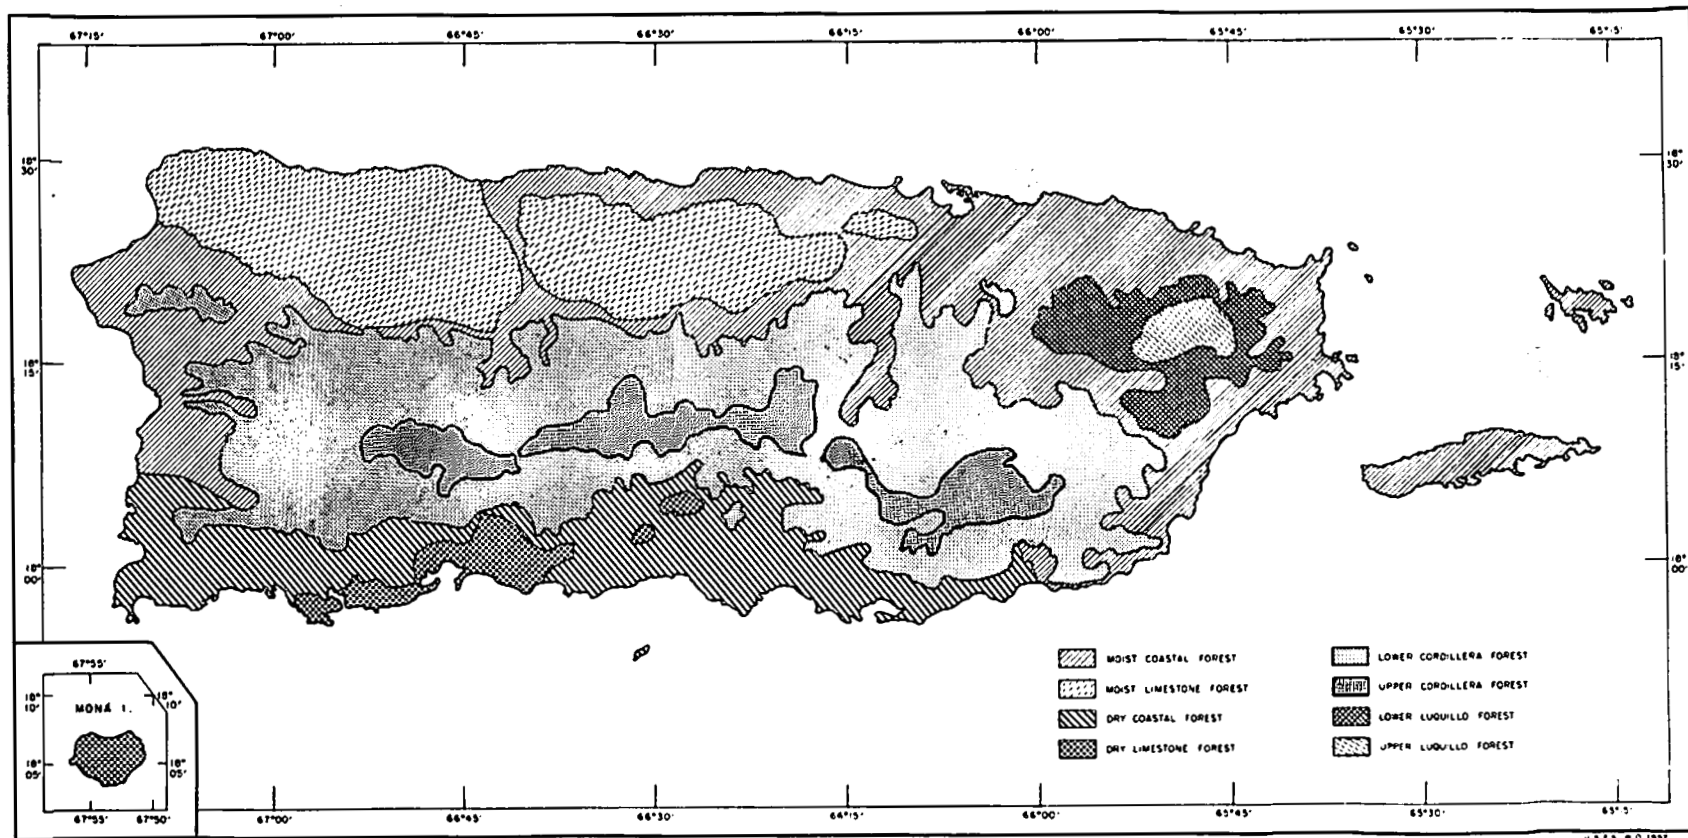 67°15' 67°00' 66°45' 66°30' 66°15' 66°00' 65°45' 65°30' 65°15'
18° 30' 18° 30'
18° 15' 18° 15'
18° 00' 18° 00'
MOIST COASTAL FOREST
MOIST LIMESTONE FOREST
DRY COASTAL FOREST
DRY LIMESTONE FOREST
LOWER CORDILLERA FOREST
UPPER CORDILLERA FOREST
LOWER LUQUILLO FOREST
UPPER LUQUILLO FOREST
67°55'
18° 10' 18° 10'
MONA I.
18° 05' 18° 05'
67°55' 67°50' 67°00' 66°45' 66°30' 66°15' 66°00' 65°45' 65°30' 65°15'